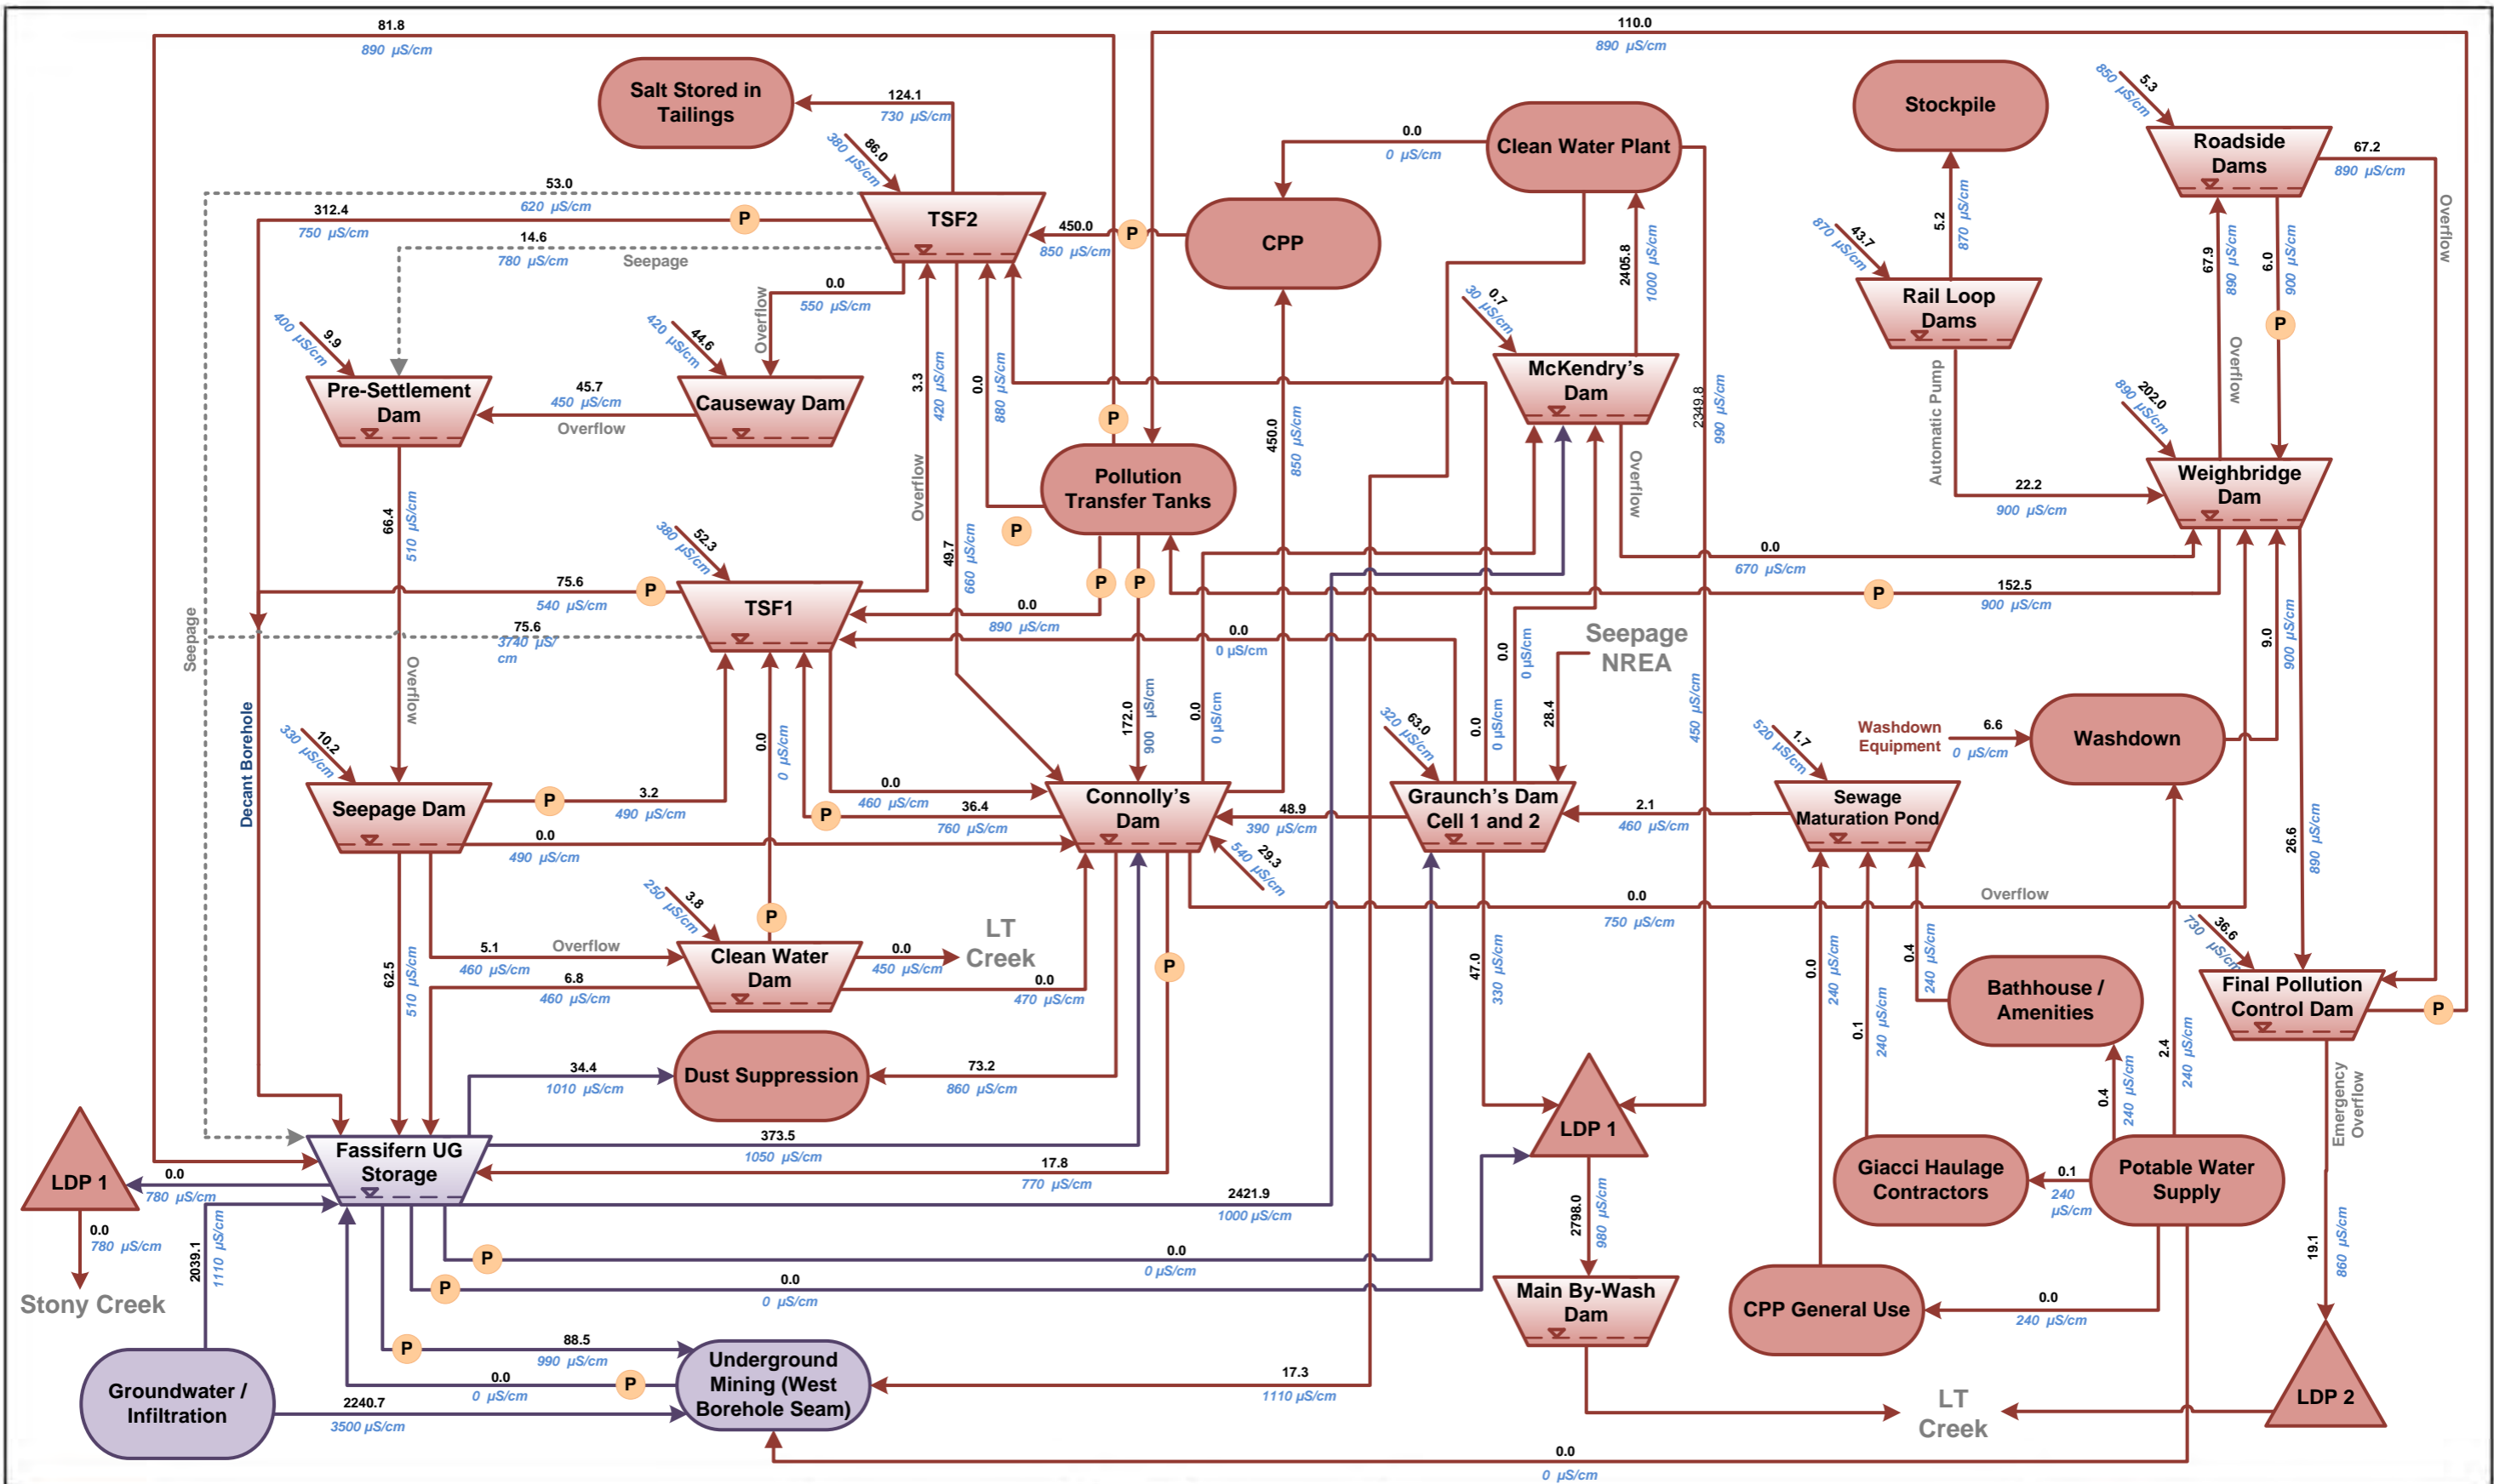 81.8
890 µS/cm
110.0
890 µS/cm
Salt Stored in
Tailings
124.1
730 µS/cm
380 µS/cm
86.0
53.0
620 µS/cm
312.4
750 µS/cm
P
14.6
780 µS/cm
Seepage
TSF2
450.0
850 µS/cm
P
CPP
0.0
0 µS/cm
Clean Water Plant
Stockpile
5.2
870 µS/cm
850 µS/cm
5.3
Roadside
Dams
67.2
890 µS/cm
Overflow
870 µS/cm
43.7
Rail Loop
Dams
67.9
890 µS/cm
Overflow
6.0
900 µS/cm
P
2405.8
1000 µS/cm
30 µS/cm
0.7
McKendry’s
Dam
0.0
550 µS/cm
Overflow
400 µS/cm
9.9
Pre-Settlement
Dam
45.7
450 µS/cm
Overflow
420 µS/cm
44.6
Causeway Dam
3.3
420 µS/cm
Overflow
0.0
880 µS/cm
P
P
Pollution
Transfer Tanks
450.0
850 µS/cm
2349.8
990 µS/cm
Overflow
Automatic Pump
22.2
900 µS/cm
890 µS/cm
202.0
Weighbridge
Dam
66.4
510 µS/cm
Overflow
49.7
660 µS/cm
0.0
670 µS/cm
P
152.5
900 µS/cm
75.6
540 µS/cm
P
380 µS/cm
52.3
TSF1
P
P
0.0
890 µS/cm
75.6
3740 µS/
cm
Seepage
0.0
0 µS/cm
Seepage
NREA
28.4
0.0
0 µS/cm
0.0
0 µS/cm
450 µS/cm
9.0
900 µS/cm
Decant Borehole
172.0
900 µS/cm
0.0
0 µS/cm
0.0
0 µS/cm
330 µS/cm
10.2
Seepage Dam
P
3.2
490 µS/cm
0.0
490 µS/cm
0.0
460 µS/cm
P
36.4
760 µS/cm
Connolly’s
Dam
48.9
390 µS/cm
540 µS/cm
29.3
320 µS/cm
63.0
Graunch’s Dam
Cell 1 and 2
2.1
460 µS/cm
520 µS/cm
1.7
Sewage
Maturation Pond
Washdown
Equipment
6.6
0 µS/cm
Washdown
26.6
890 µS/cm
0.0
750 µS/cm
Overflow
250 µS/cm
3.8
P
Clean Water
Dam
5.1
460 µS/cm
Overflow
6.8
460 µS/cm
0.0
450 µS/cm
LT
Creek
0.0
470 µS/cm
P
62.5
510 µS/cm
47.0
330 µS/cm
0.0
240 µS/cm
0.1
240 µS/cm
0.4
240 µS/cm
Bathhouse /
Amenities
0.4
240 µS/cm
2.4
240 µS/cm
730 µS/cm
36.6
Final Pollution
Control Dam
P
Emergency
Overflow
34.4
1010 µS/cm
Dust Suppression
73.2
860 µS/cm
LDP 1
LDP 1
0.0
780 µS/cm
0.0
780 µS/cm
Stony Creek
Fassifern UG
Storage
373.5
1050 µS/cm
17.8
770 µS/cm
2421.9
1000 µS/cm
2039.1
1110 µS/cm
P
0.0
0 µS/cm
P
0.0
0 µS/cm
2798.0
980 µS/cm
Giacci Haulage
Contractors
0.1
240
µS/cm
Potable Water
Supply
19.1
860 µS/cm
Main By-Wash
Dam
CPP General Use
0.0
240 µS/cm
P
88.5
990 µS/cm
0.0
0 µS/cm
P
Underground
Mining (West
Borehole Seam)
17.3
1110 µS/cm
Groundwater /
Infiltration
2240.7
3500 µS/cm
LT
Creek
LDP 2
0.0
0 µS/cm